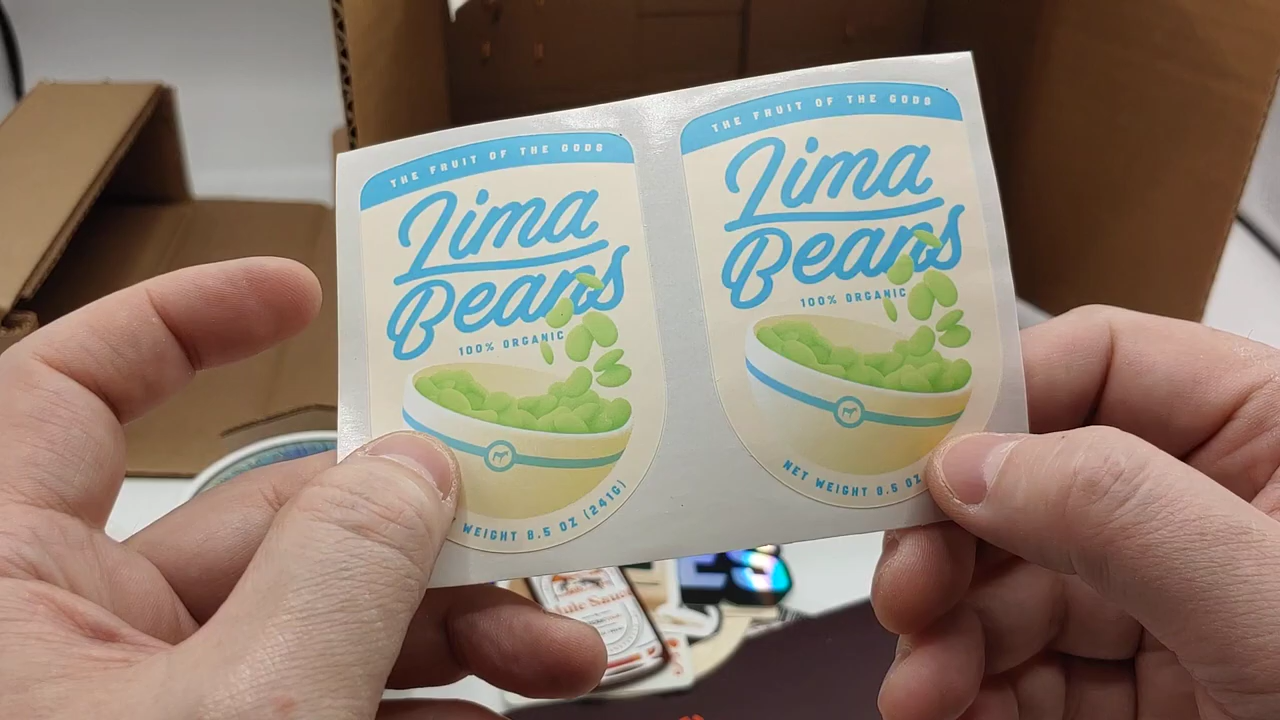 THE FRUIT OF THE GODS
Lima
Beans
100% ORGANIC
WEIGHT 8.5 OZ (241G)
THE FRUIT OF THE GODS
Lima
Beans
100% ORGANIC
NET WEIGHT 8.5 OZ
ES